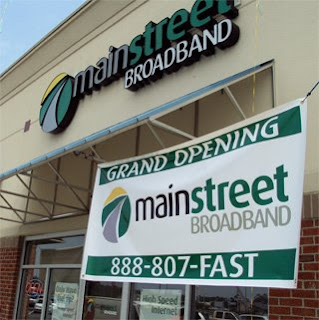 mainstreet
BROADBAND
GRAND OPENING
mainstreet
BROADBAND
888-807-FAST
High Speed
Internet